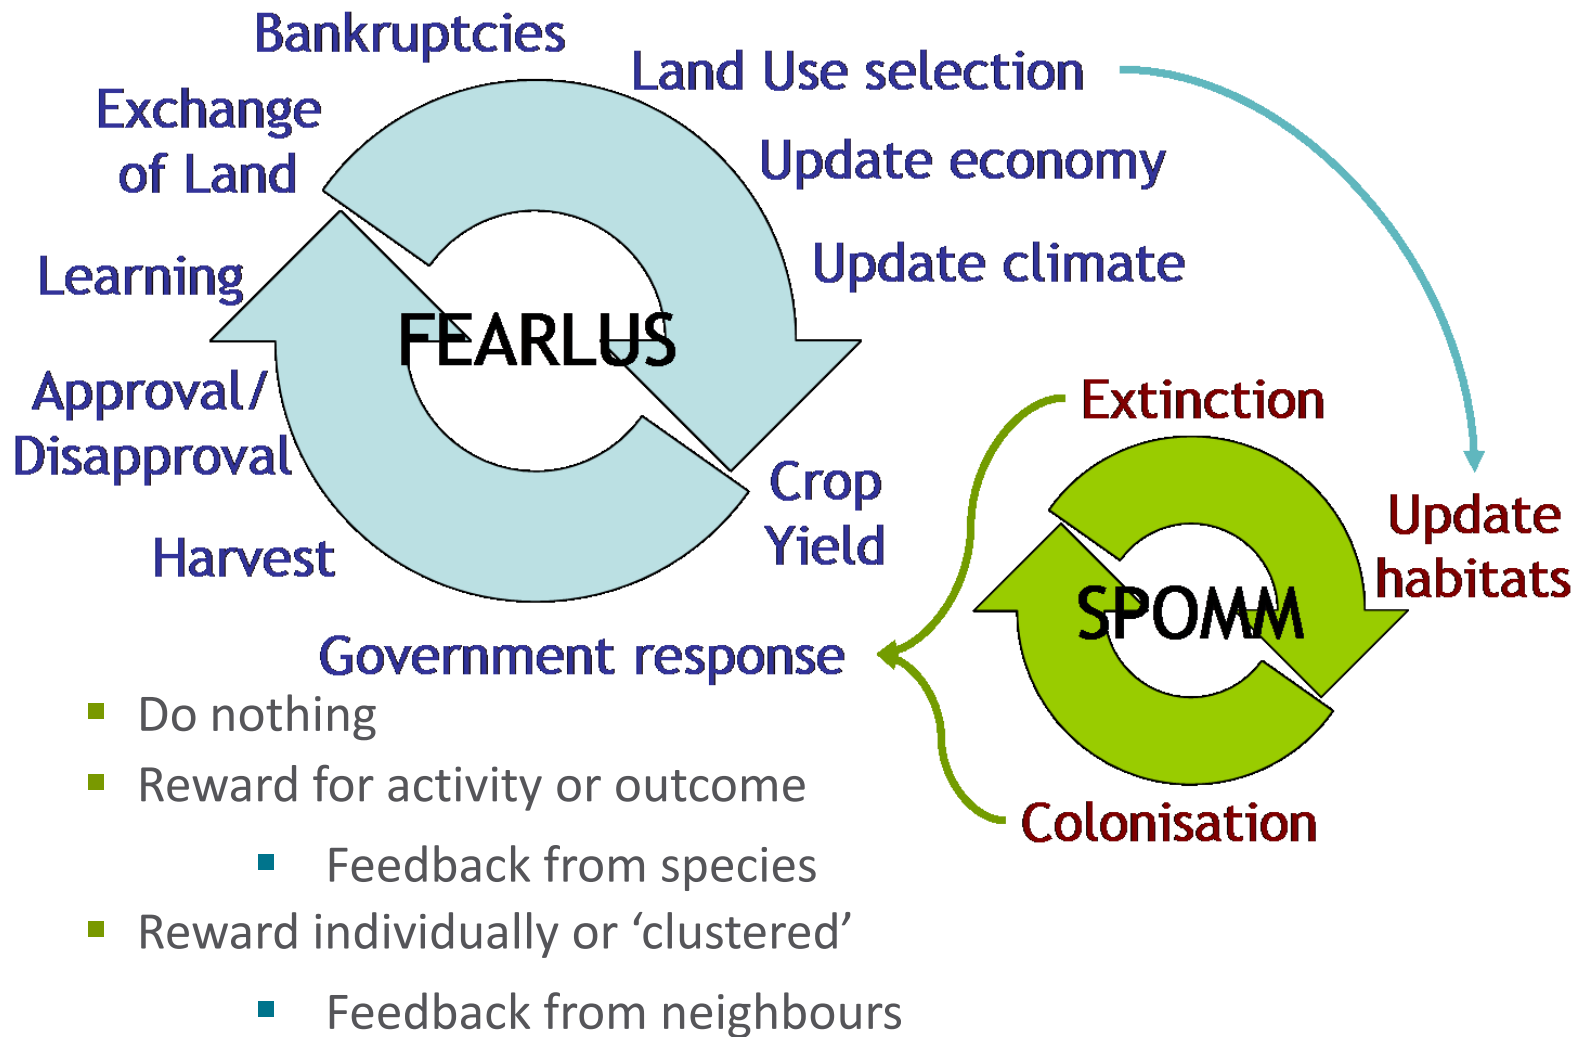 Bankruptcies
Land Use selection
Exchange
of Land
Update economy
Learning
Update climate
FEARLUS
Approval/
Disapproval
Extinction
Crop
Yield
Update
habitats
Harvest
SPOMM
Government response
Do nothing
Reward for activity or outcome
Colonisation
Feedback from species
Reward individually or ‘clustered’
Feedback from neighbours